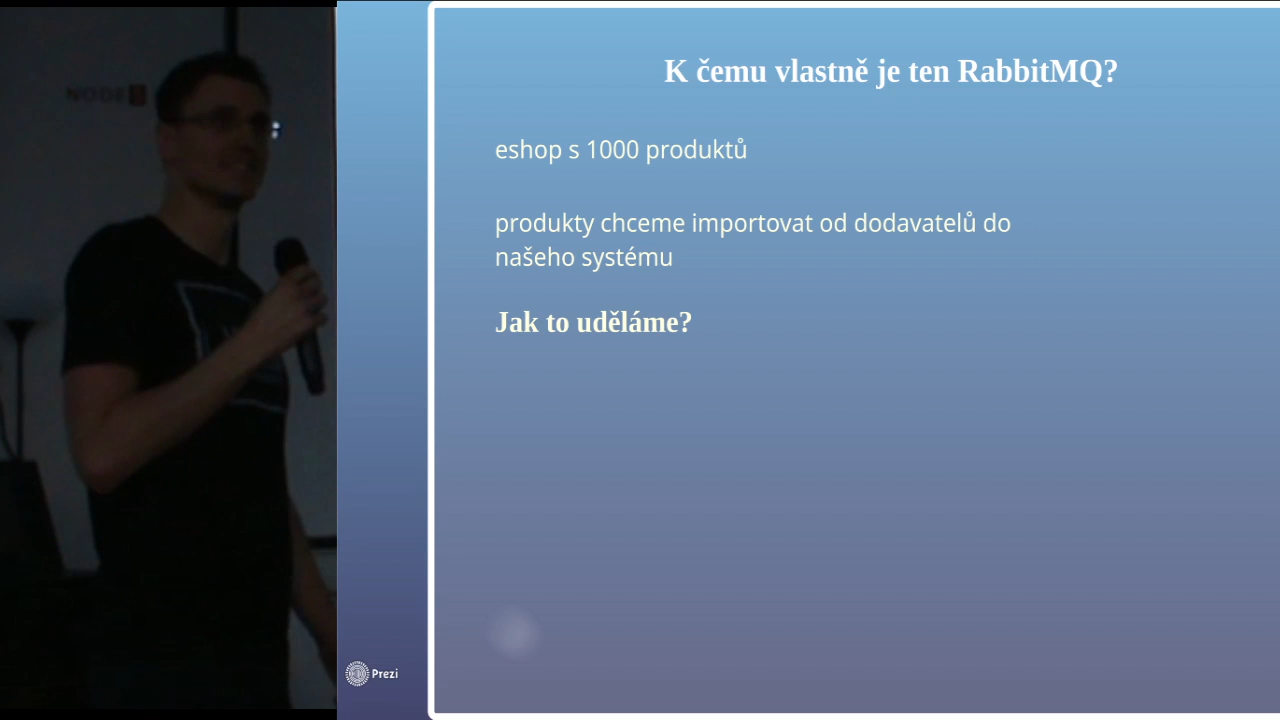 NODE5
K čemu vlastně je ten RabbitMQ?
eshop s 1000 produktů
produkty chceme importovat od dodavatelů do
našeho systému
Jak to uděláme?
Prezi